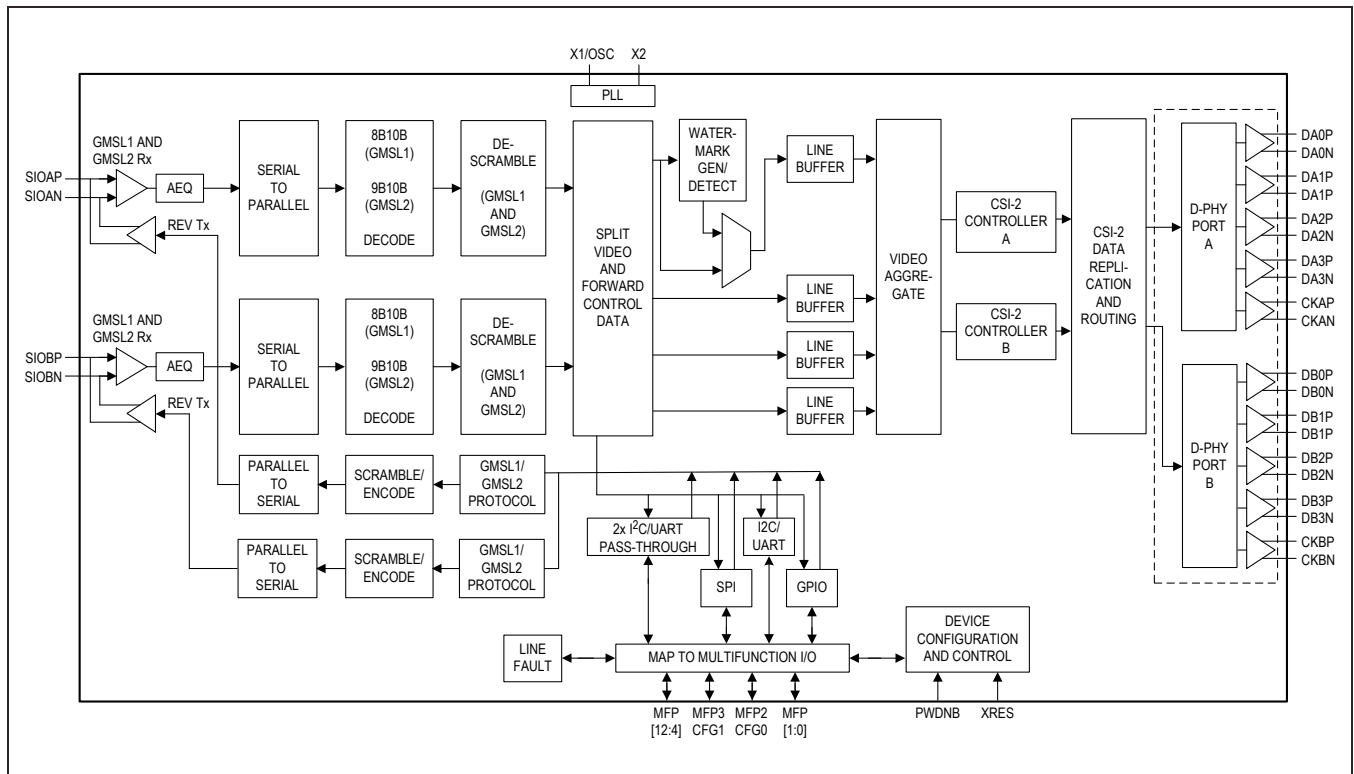 X1/OSC X2
PLL
GMSL1 AND
GMSL2 Rx
SIOAP
SIOAN
AEQ
REV Tx
SERIAL
TO
PARALLEL
8B10B
(GMSL1)
9B10B
(GMSL2)
DECODE
DE-
SCRAMBLE
(GMSL1
AND
GMSL2)
SPLIT
VIDEO
AND
FORWARD
CONTROL
DATA
WATER-
MARK
GEN/
DETECT
LINE
BUFFER
LINE
BUFFER
LINE
BUFFER
LINE
BUFFER
VIDEO
AGGRE-
GATE
CSI-2
CONTROLLER
A
CSI-2
CONTROLLER
B
CSI-2
DATA
REPLI-
CATION
AND
ROUTING
D-PHY
PORT
A
DA0P
DA0N
DA1P
DA1P
DA2P
DA2N
DA3P
DA3N
CKAP
CKAN
GMSL1 AND
GMSL2 Rx
SIOBP
SIOBN
AEQ
REV Tx
SERIAL
TO
PARALLEL
8B10B
(GMSL1)
9B10B
(GMSL2)
DECODE
DE-
SCRAMBLE
(GMSL1
AND
GMSL2)
D-PHY
PORT
B
DB0P
DB0N
DB1P
DB1P
DB2P
DB2N
DB3P
DB3N
CKBP
CKBN
PARALLEL
TO
SERIAL
SCRAMBLE/
ENCODE
GMSL1/
GMSL2
PROTOCOL
PARALLEL
TO
SERIAL
SCRAMBLE/
ENCODE
GMSL1/
GMSL2
PROTOCOL
2x I²C/UART
PASS-THROUGH
SPI
I2C/
UART
GPIO
LINE
FAULT
MAP TO MULTIFUNCTION I/O
DEVICE
CONFIGURATION
AND CONTROL
MFP
[12:4]
MFP3
CFG1
MFP2
CFG0
MFP
[1:0]
PWDNB
XRES